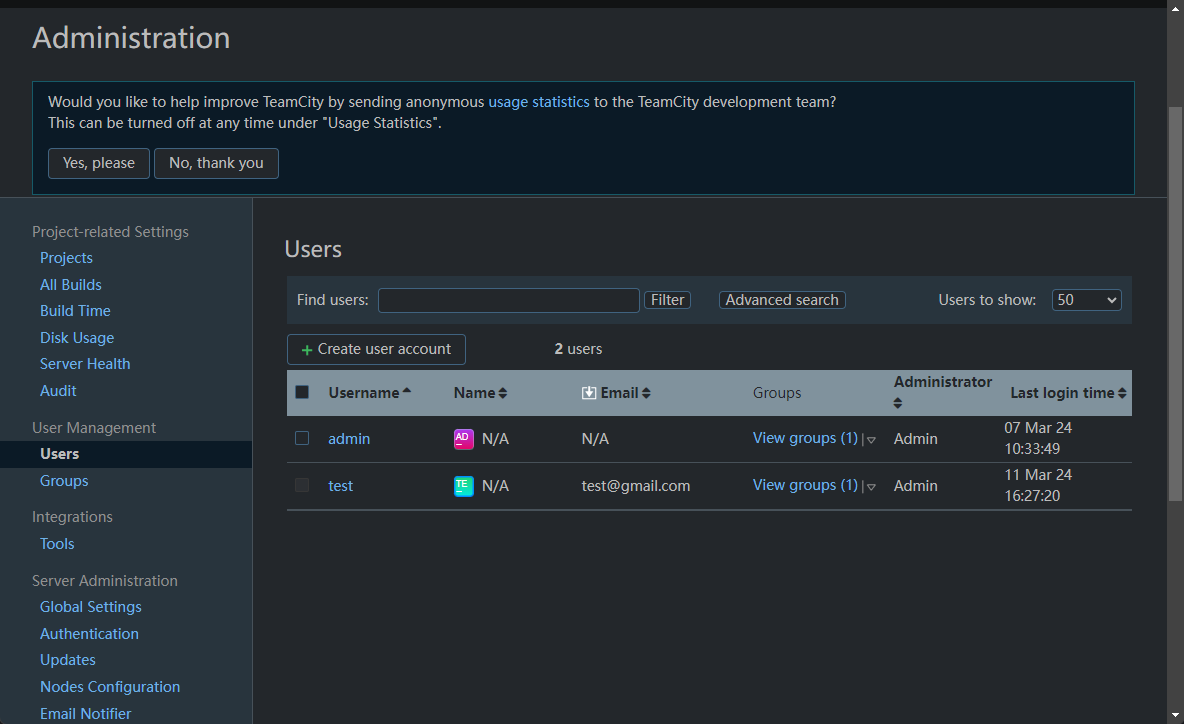 Administration
Would you like to help improve TeamCity by sending anonymous usage statistics to the TeamCity development team?
This can be turned off at any time under "Usage Statistics".
Yes, please No, thank you
Project-related Settings
Projects
All Builds
Build Time
Disk Usage
Server Health
Audit
User Management
Users
Groups
Integrations
Tools
Server Administration
Global Settings
Authentication
Updates
Nodes Configuration
Email Notifier
Users
Find users: Filter Advanced search Users to show: 50
+ Create user account 2 users
Username Name Email Groups Administrator Last login time
admin AD N/A N/A View groups (1) | Admin 07 Mar 24
10:33:49
test TE N/A test@gmail.com View groups (1) | Admin 11 Mar 24
16:27:20